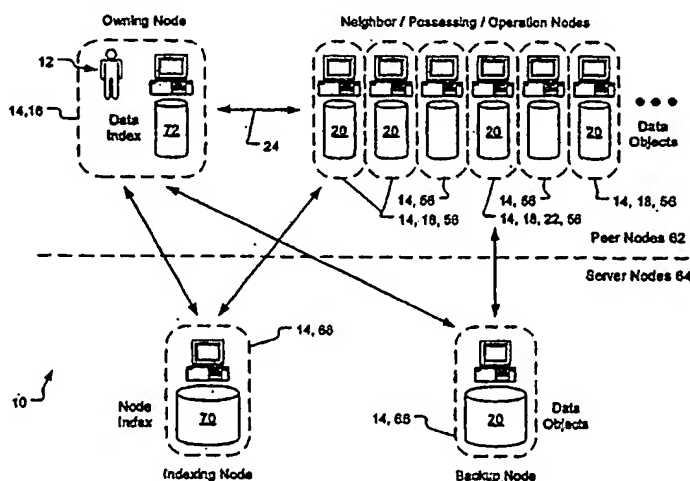 Owning Node
Neighbor / Possessing / Operation Nodes
12
14, 16
Data
Index
72
24
20
20
20
20
Data
Objects
14, 56
14, 56
14, 18, 56
14, 18, 56
14, 18, 22, 56
Peer Nodes 62
Server Nodes 64
14, 68
10
Node
Index
70
Indexing Node
14, 66
20
Data
Objects
Backup Node